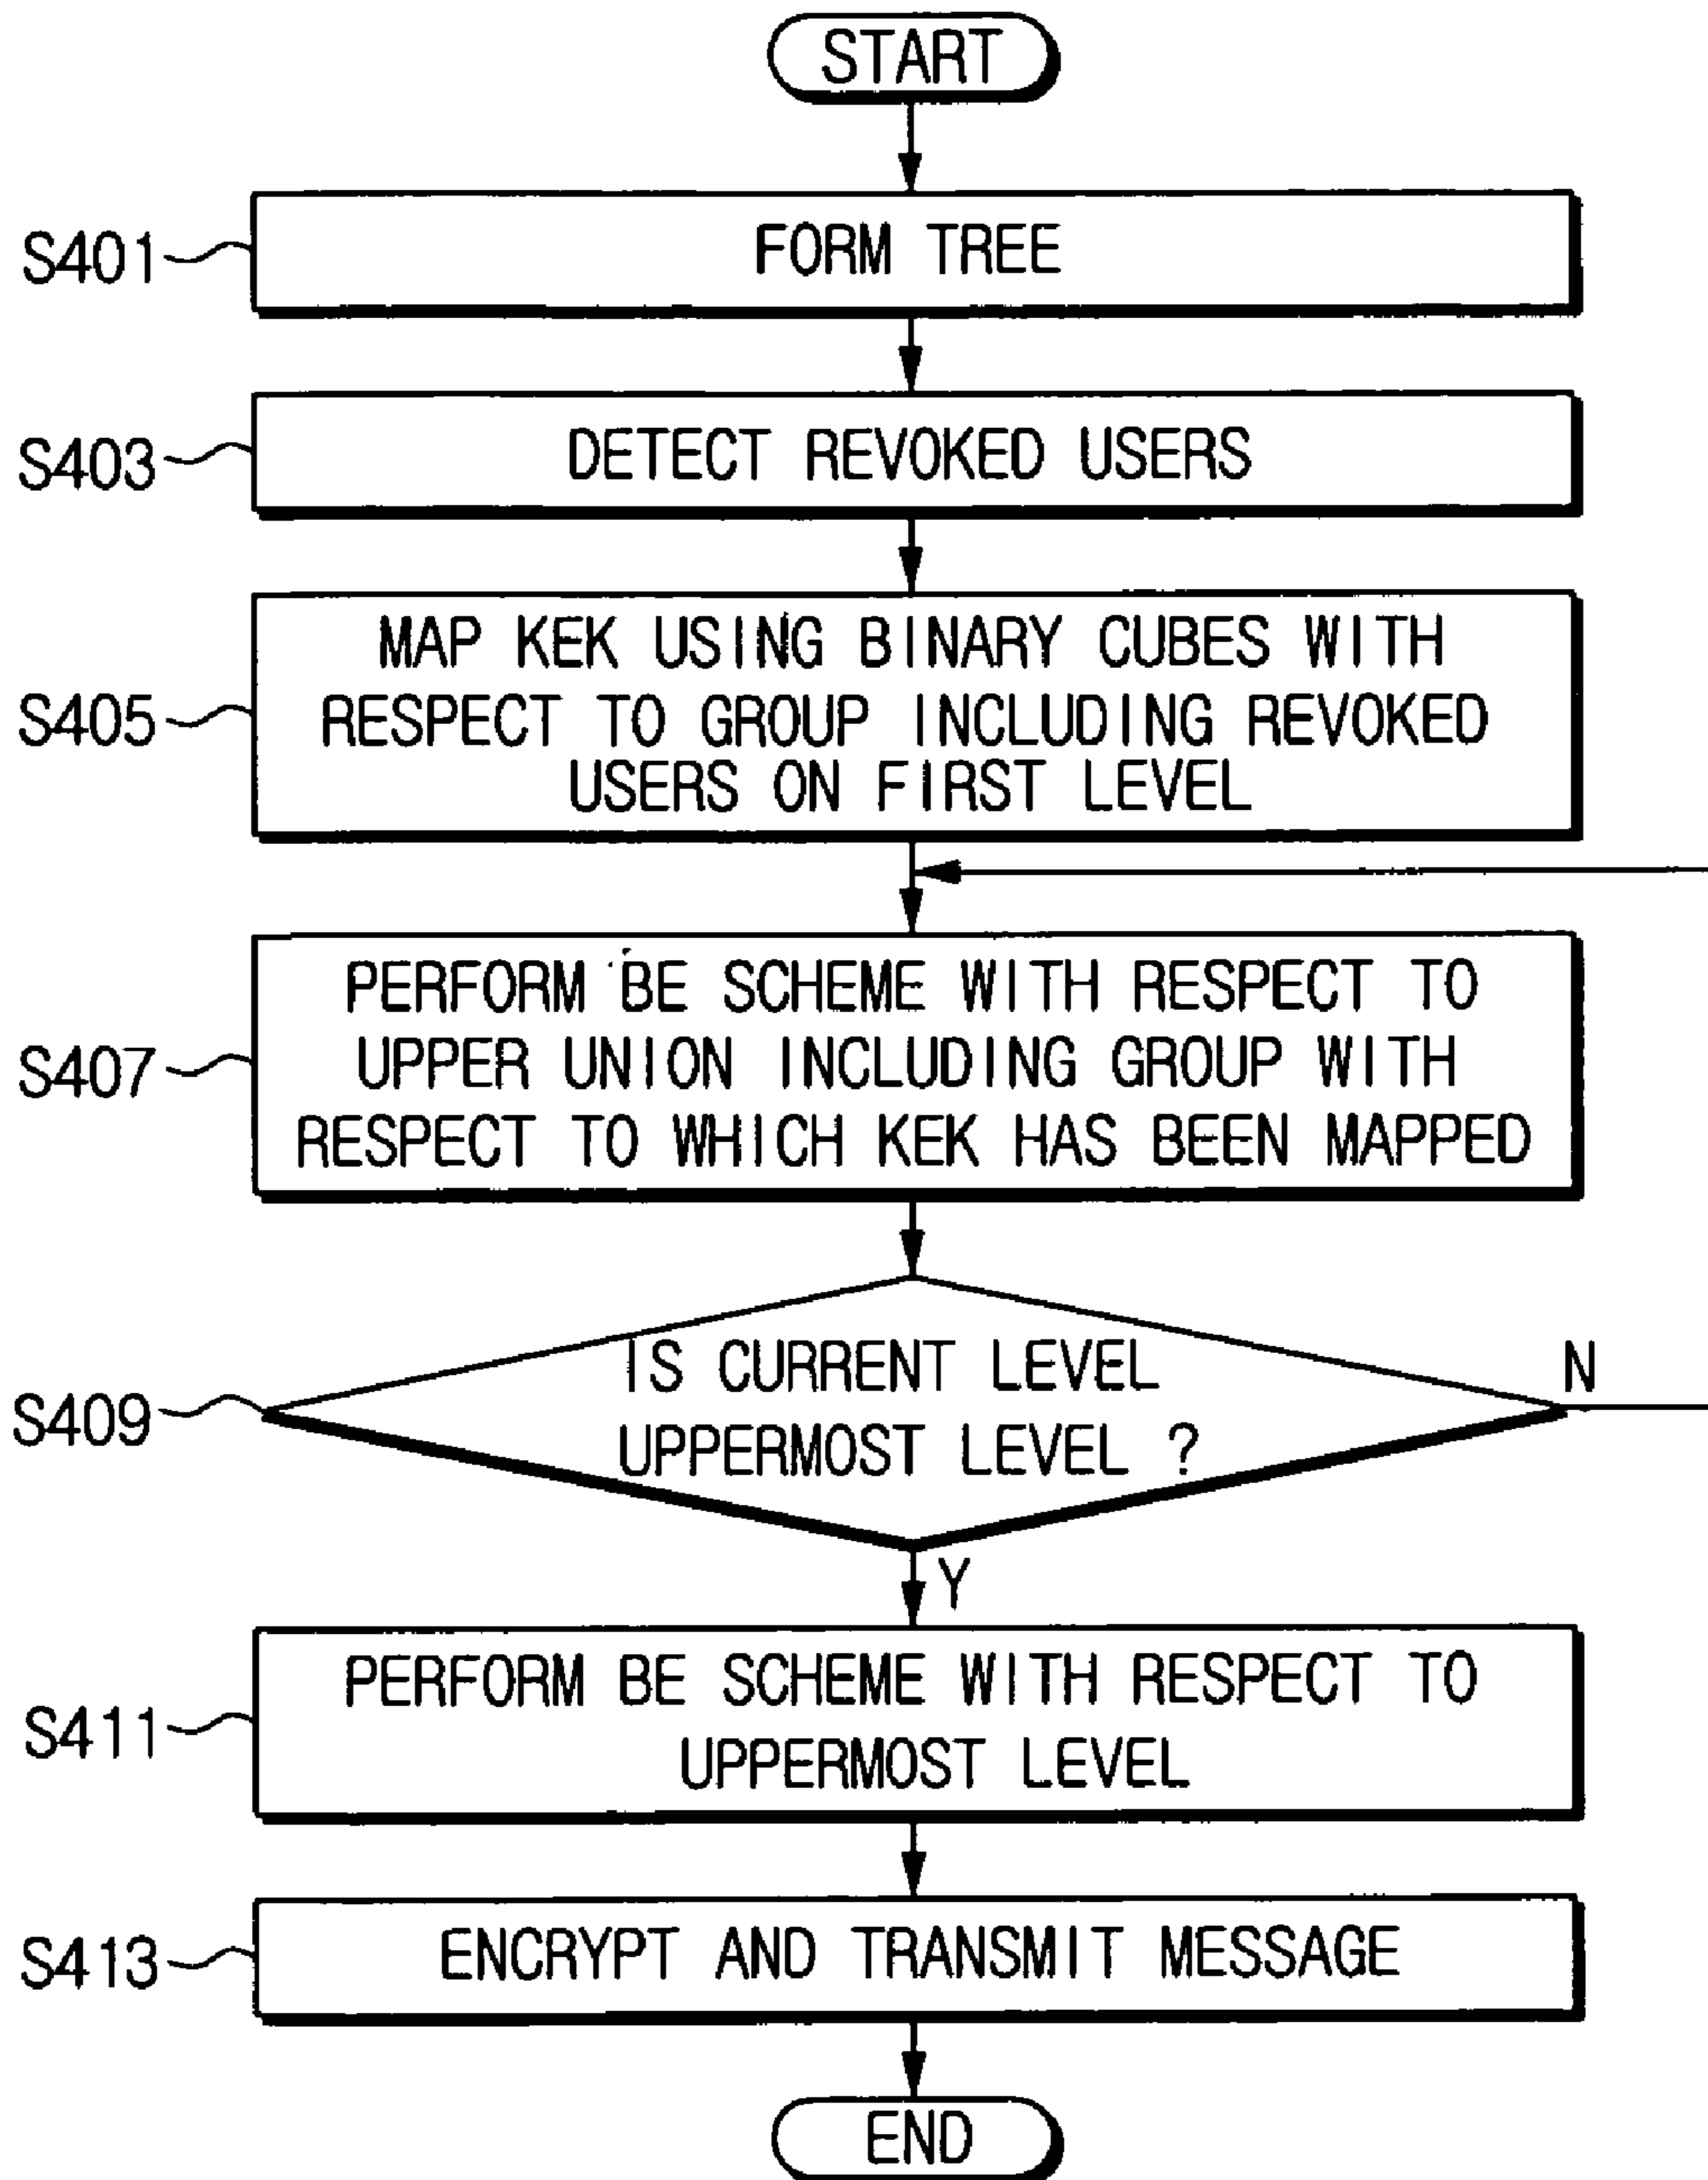 START
S401
FORM TREE
S403
DETECT REVOKED USERS
S405
MAP KEK USING BINARY CUBES WITH
RESPECT TO GROUP INCLUDING REVOKED
USERS ON FIRST LEVEL
S407
PERFORM BE SCHEME WITH RESPECT TO
UPPER UNION INCLUDING GROUP WITH
RESPECT TO WHICH KEK HAS BEEN MAPPED
S409
IS CURRENT LEVEL
UPPERMOST LEVEL ?
N
Y
S411
PERFORM BE SCHEME WITH RESPECT TO
UPPERMOST LEVEL
S413
ENCRYPT AND TRANSMIT MESSAGE
END